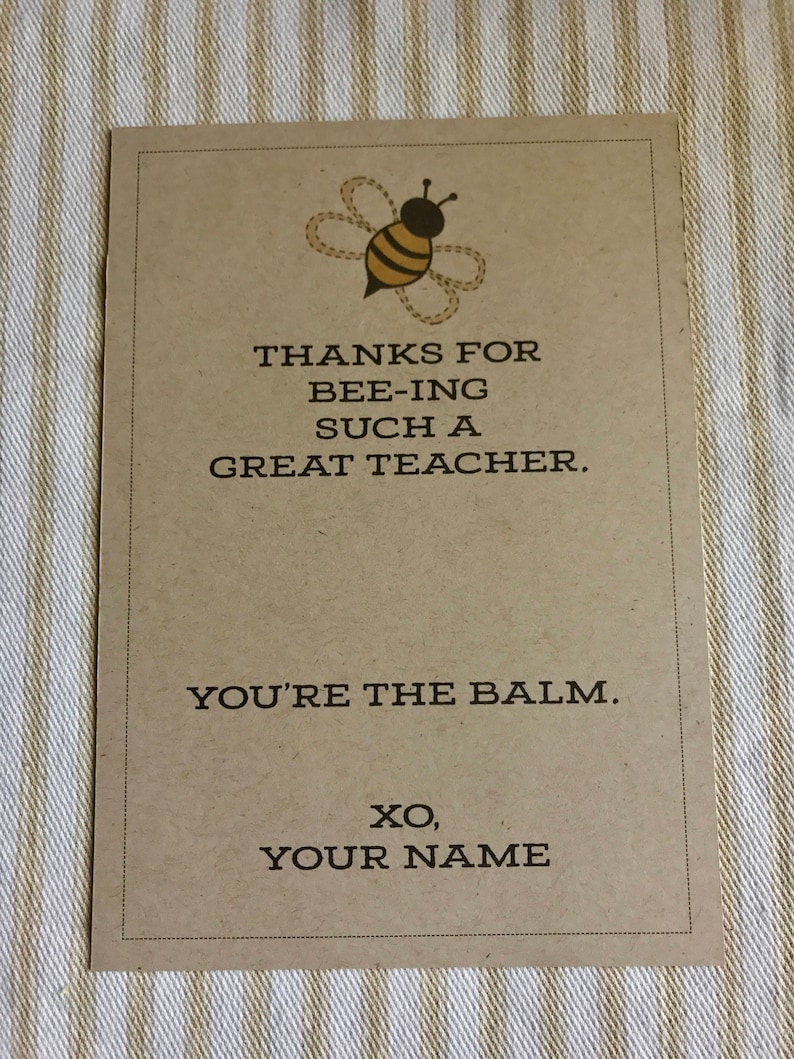 THANKS FOR
BEE-ING
SUCH A
GREAT TEACHER.
YOU'RE THE BALM.
XO,
YOUR NAME